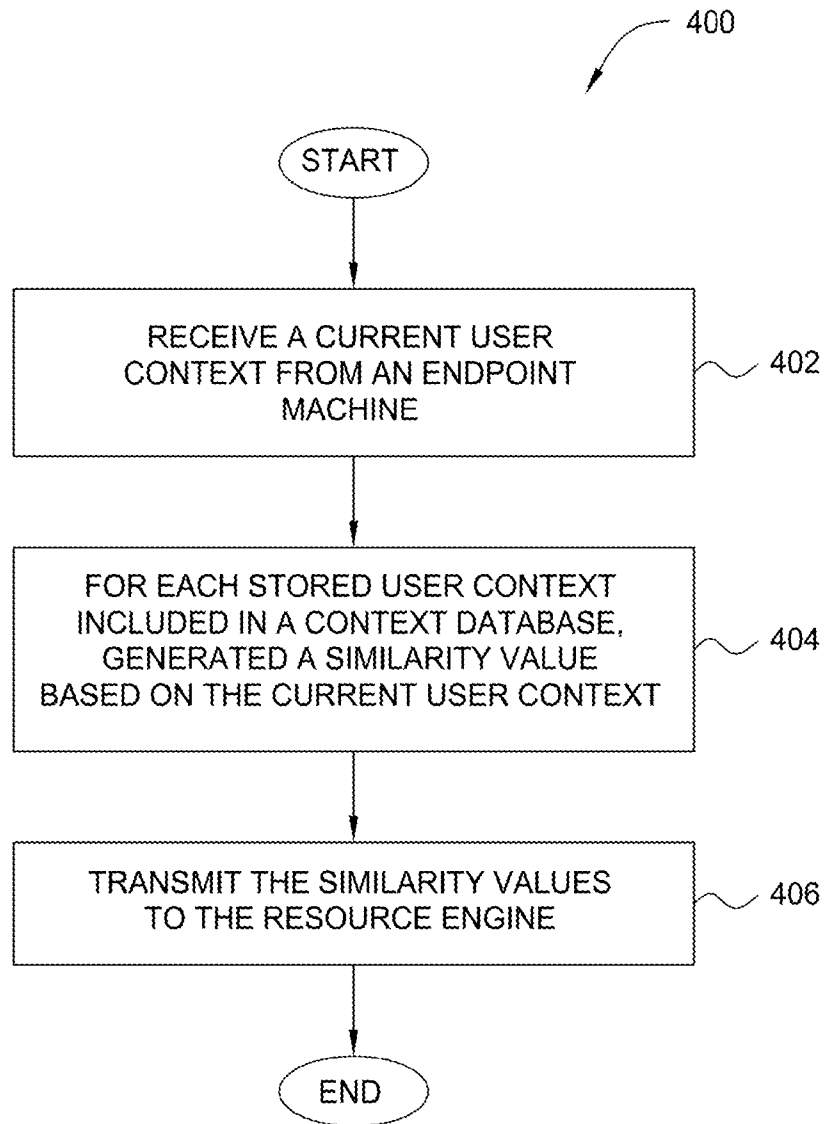 400
START
RECEIVE A CURRENT USER
CONTEXT FROM AN ENDPOINT
MACHINE
402
FOR EACH STORED USER CONTEXT
INCLUDED IN A CONTEXT DATABASE,
GENERATED A SIMILARITY VALUE
BASED ON THE CURRENT USER CONTEXT
404
TRANSMIT THE SIMILARITY VALUES
TO THE RESOURCE ENGINE
406
END